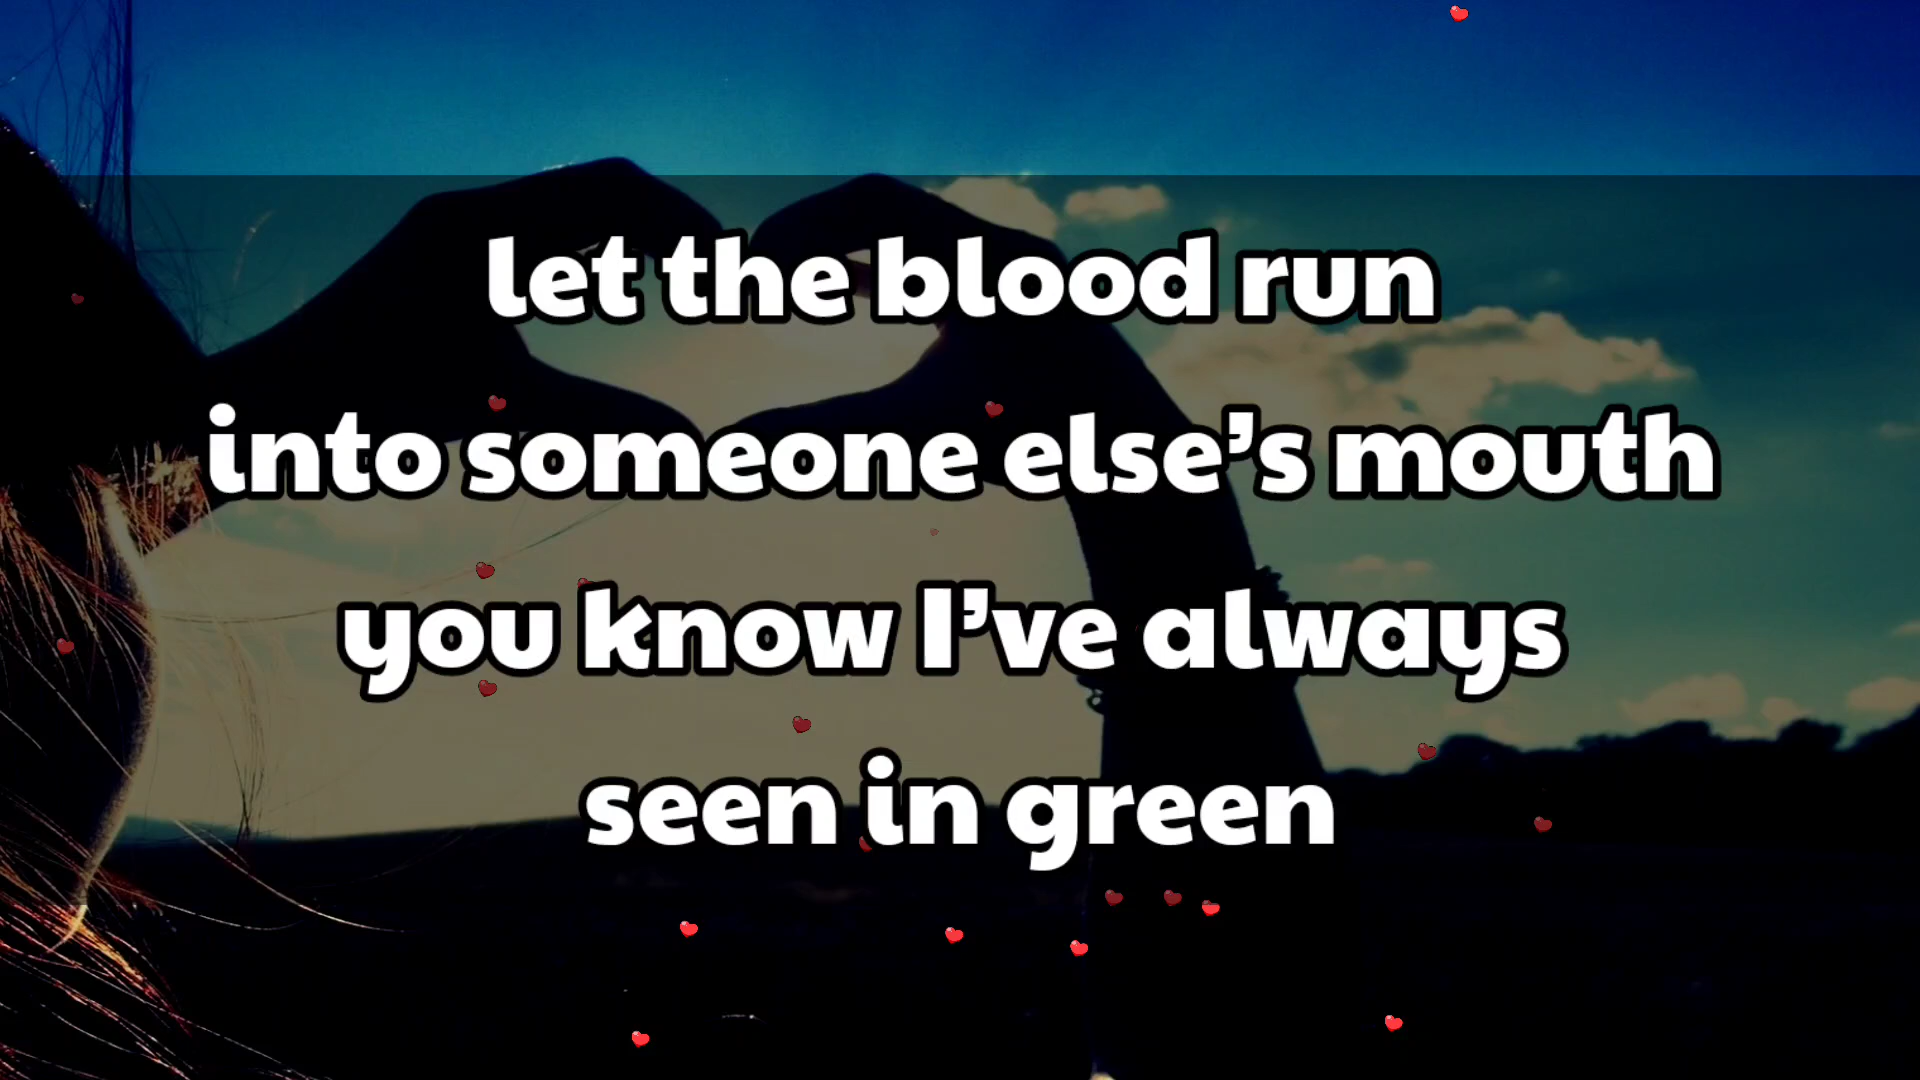 let the blood run
into someone else’s mouth
you know I’ve always
seen in green